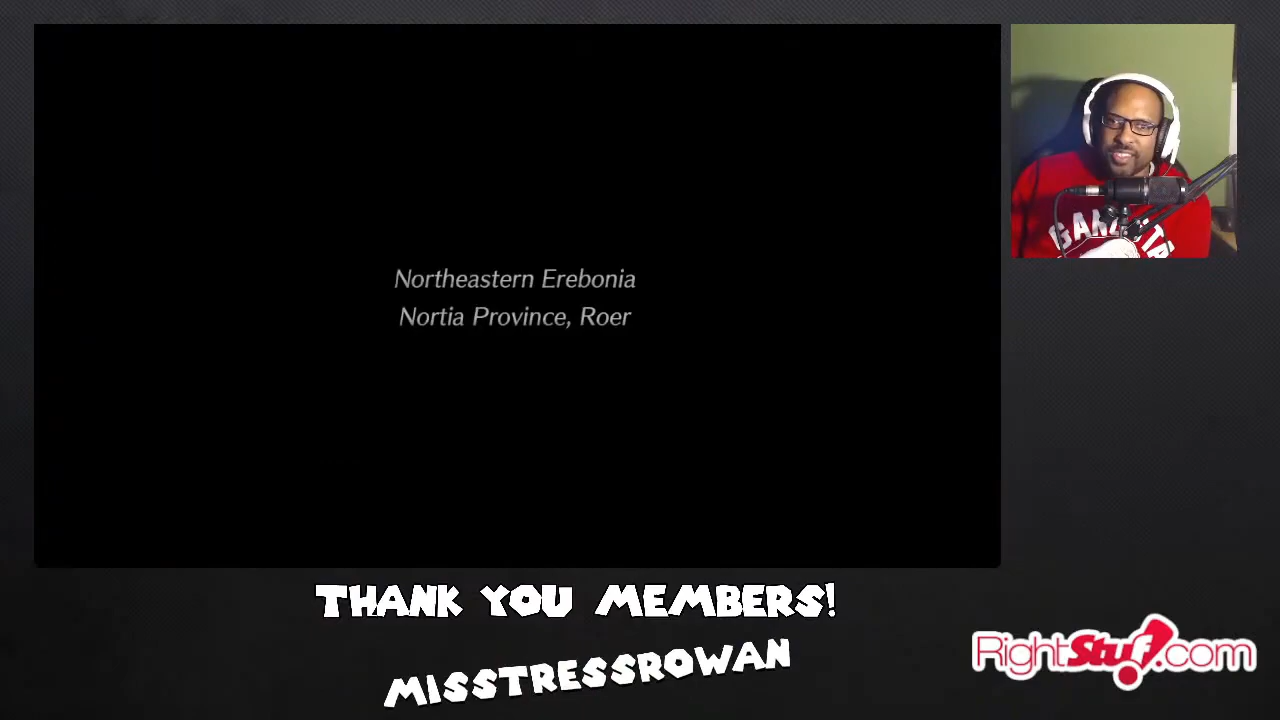 Northeastern Erebonia
Nortia Province, Roer
THANK YOU MEMBERS!
MISSTRESSROWAN
RightStuf!.com